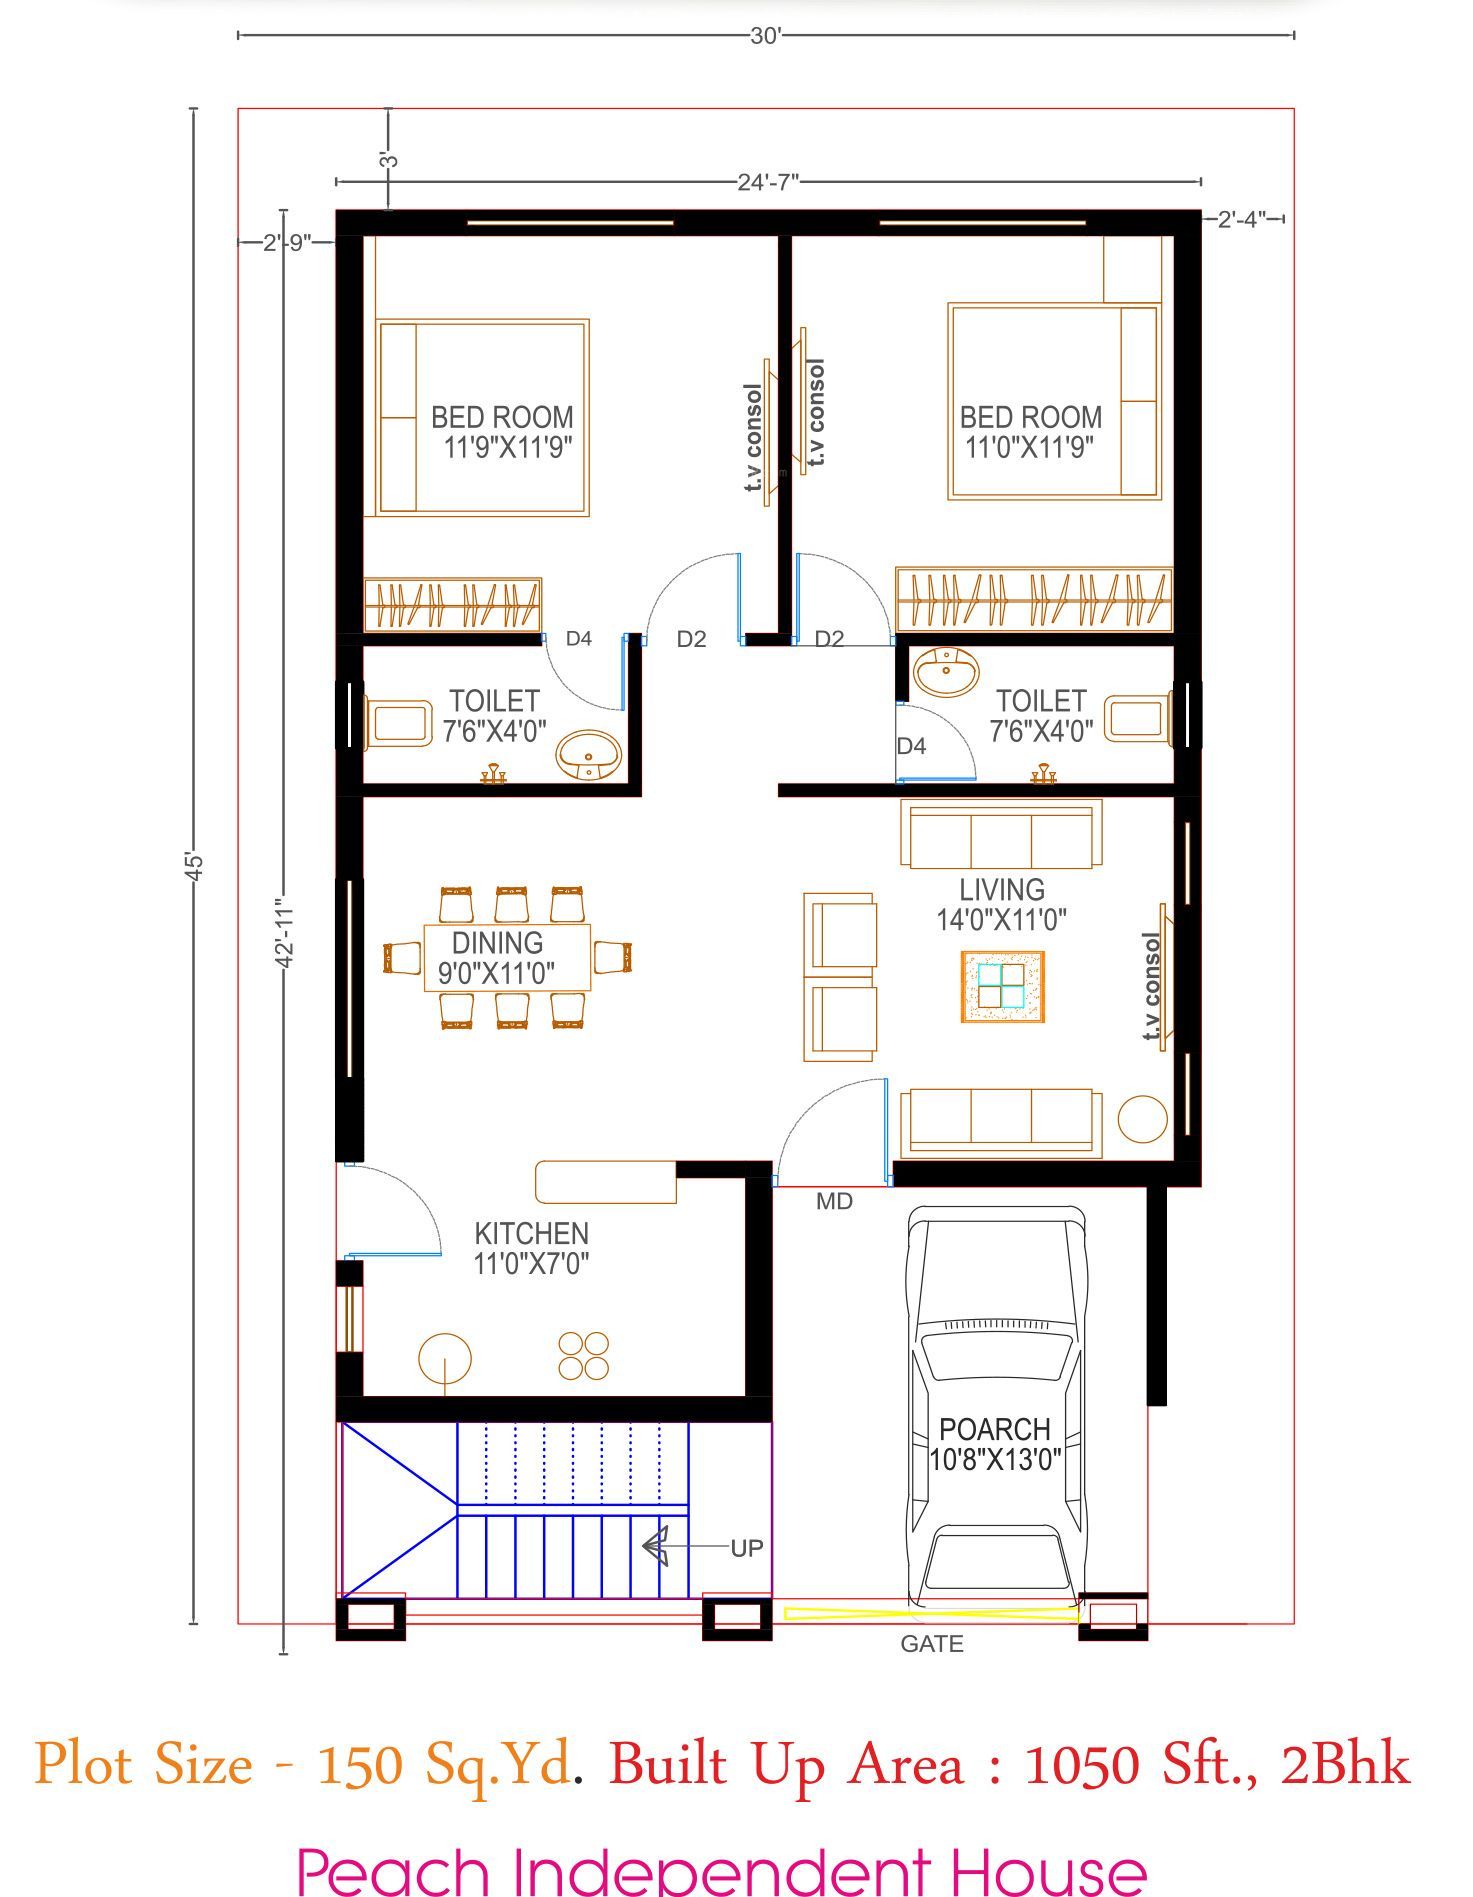 30'
3'
24'-7"
2'-4"
2'-9"
BED ROOM
11'9"X11'9"
t.v consol
t.v consol
BED ROOM
11'0"X11'9"
D4
D2
D2
TOILET
7'6"X4'0"
TOILET
7'6"X4'0"
D4
45'
42'-11"
DINING
9'0"X11'0"
LIVING
14'0"X11'0"
t.v consol
MD
KITCHEN
11'0"X7'0"
POARCH
10'8"X13'0"
UP
GATE
Plot Size - 150 Sq.Yd. Built Up Area : 1050 Sft., 2Bhk
Peach Independent House